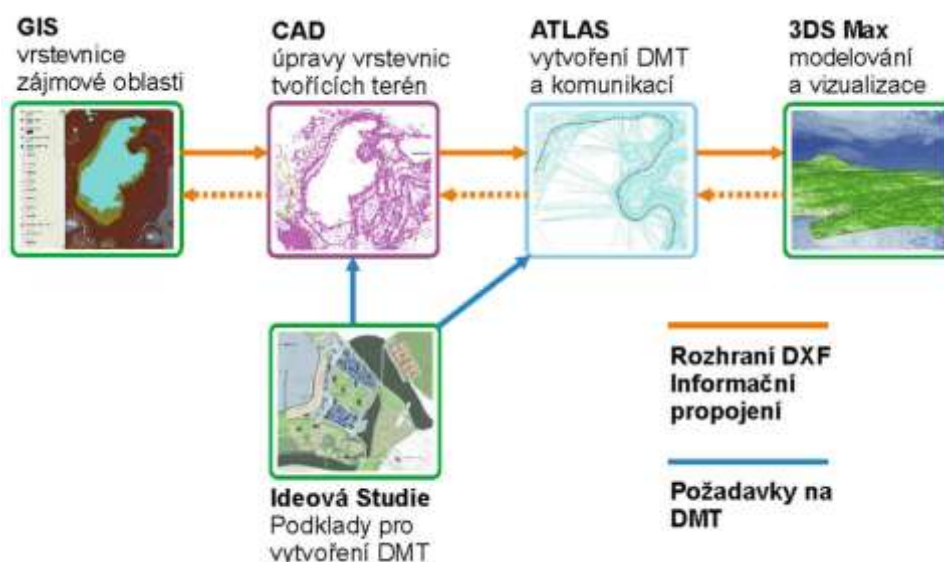 GIS
vrstevnice
zájmové oblasti
CAD
úpravy vrstevnic
tvořících terén
ATLAS
vytvoření DMT
a komunikací
3DS Max
modelování
a vizualizace
Ideová Studie
Podklady pro
vytvoření DMT
Rozhraní DXF
Informační
propojení
Požadavky na
DMT